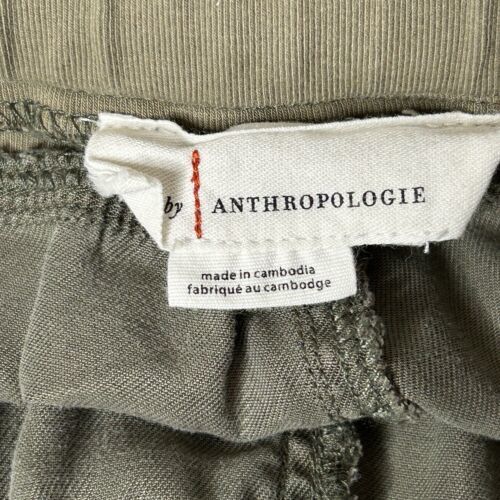 by ANTHROPOLOGIE
made in cambodia
fabriqué au cambodge